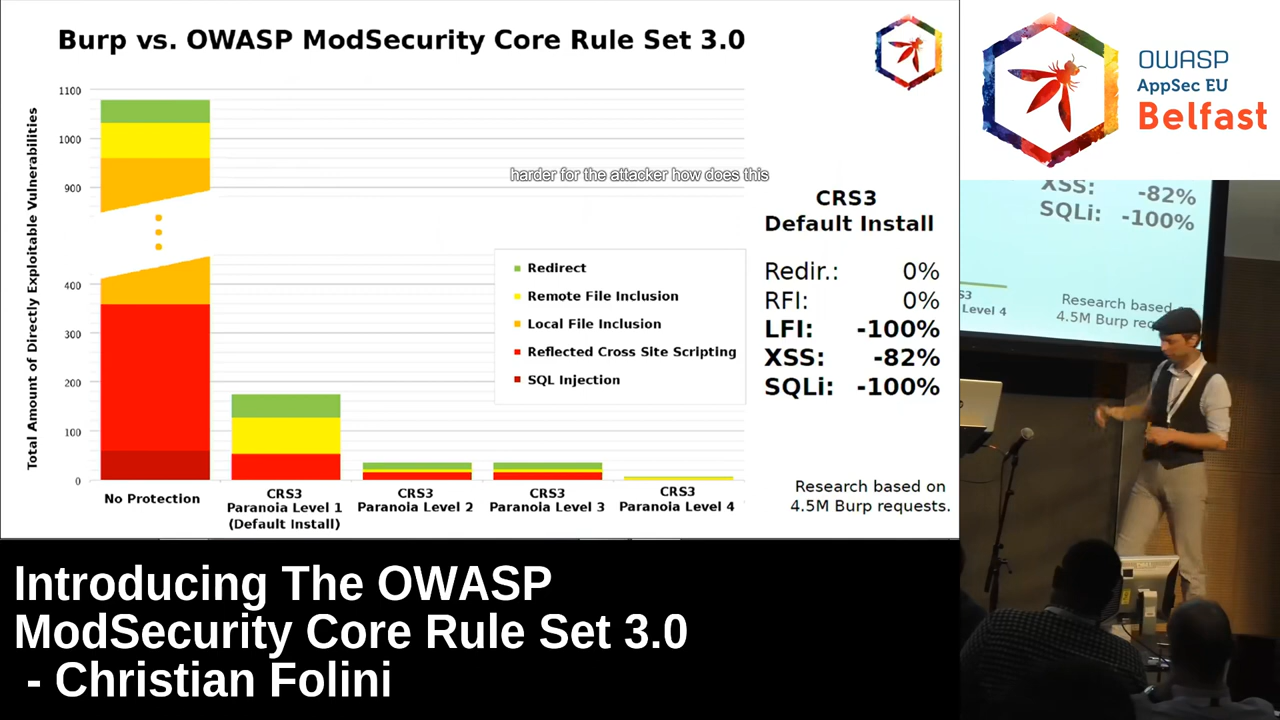 Burp vs. OWASP ModSecurity Core Rule Set 3.0
Total Amount of Directly Exploitable Vulnerabilities
1100
1000
900
400
300
200
100
0
harder for the attacker how does this
Redirect
Remote File Inclusion
Local File Inclusion
Reflected Cross Site Scripting
SQL Injection
No Protection
CRS3
Paranoia Level 1
(Default Install)
CRS3
Paranoia Level 2
CRS3
Paranoia Level 3
CRS3
Paranoia Level 4
CRS3
Default Install
Redir.: 0%
RFI: 0%
LFI: -100%
XSS: -82%
SQLi: -100%
Research based on
4.5M Burp requests.
OWASP
AppSec EU
Belfast
XSS: -82%
SQLi: -100%
S3
Level 4
Research based
4.5M Burp req
Introducing The OWASP
ModSecurity Core Rule Set 3.0
- Christian Folini